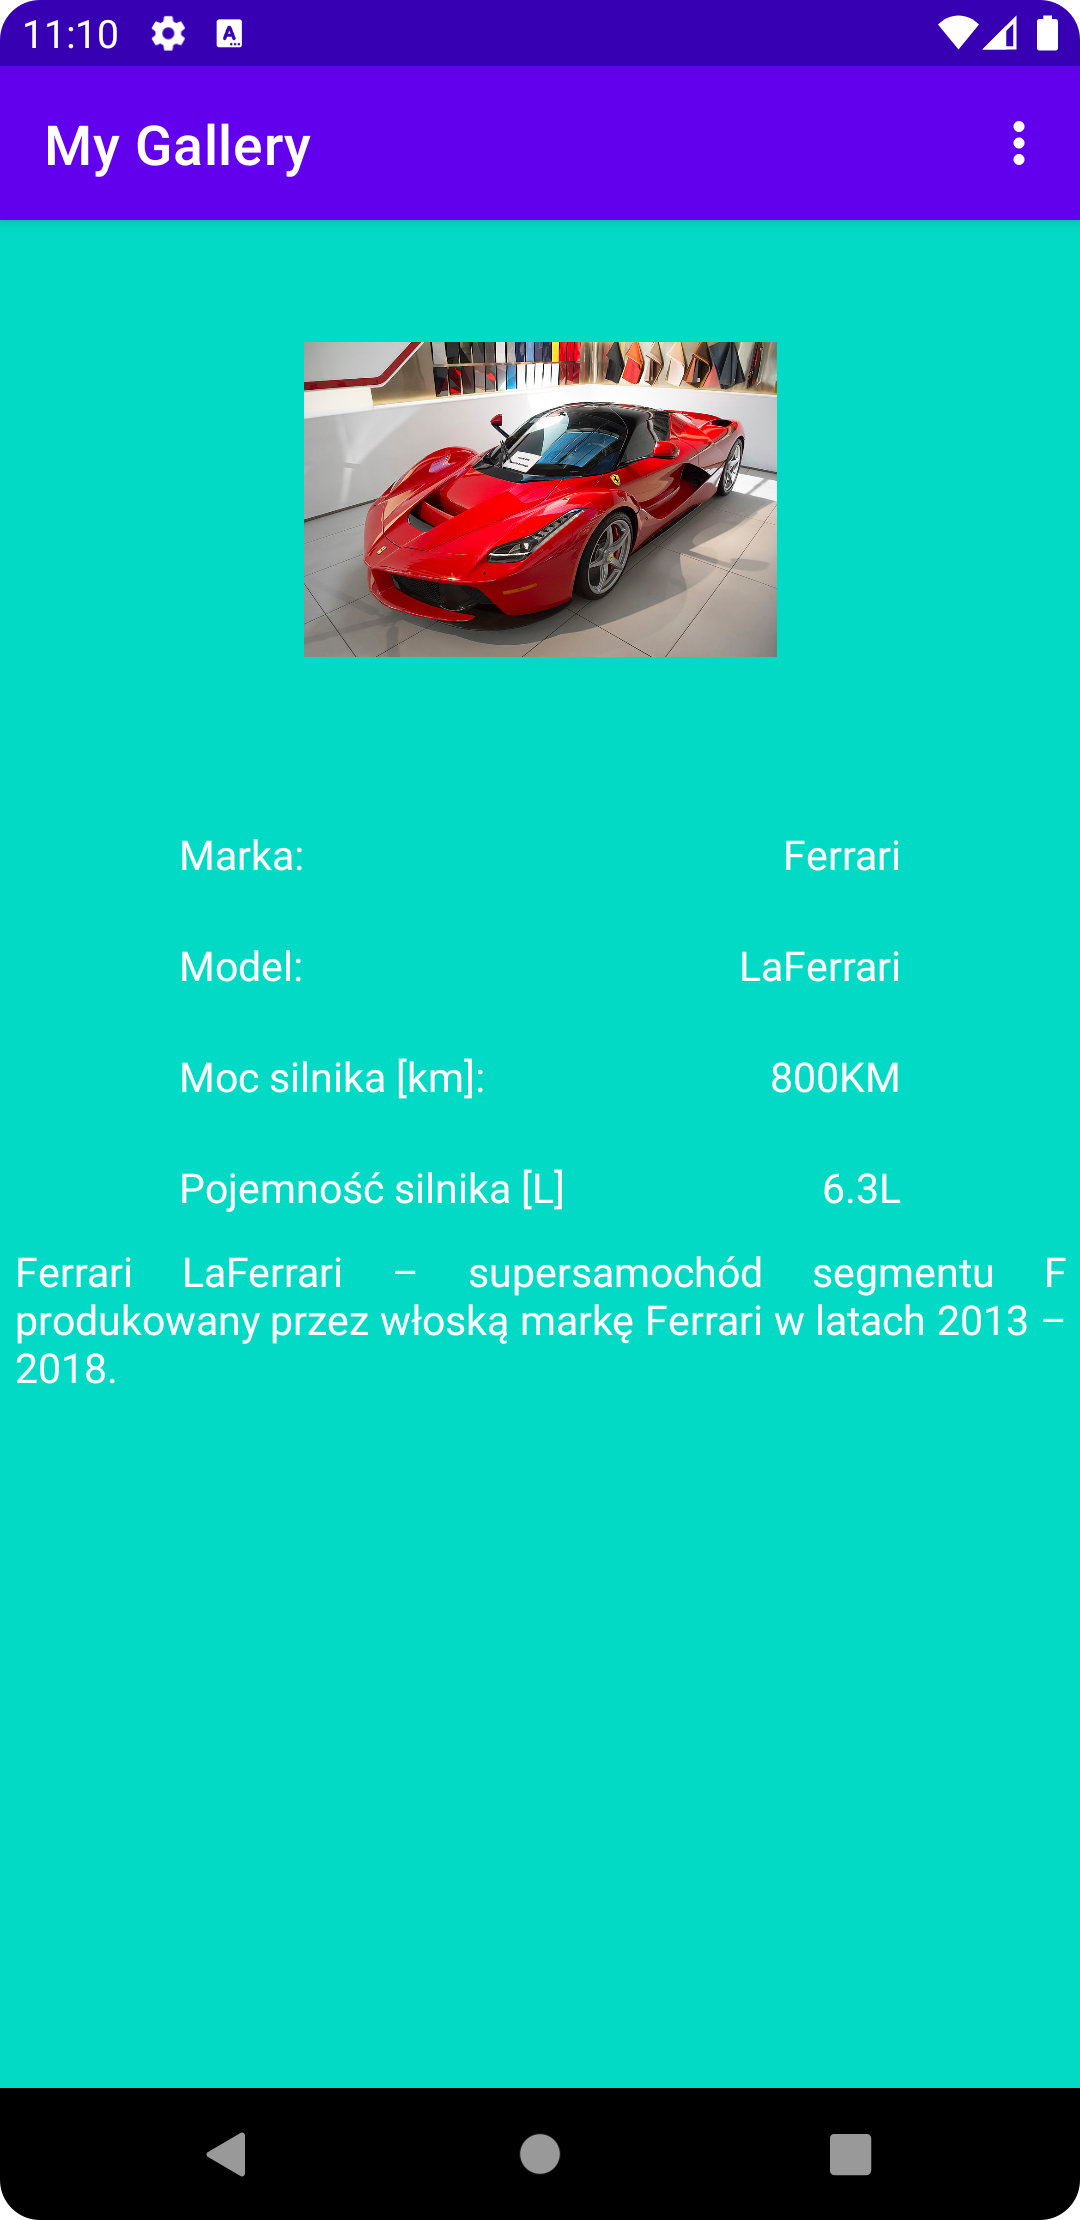 11:10
My Gallery
Marka: Ferrari
Model: LaFerrari
Moc silnika [km]: 800KM
Pojemność silnika [L] 6.3L
Ferrari LaFerrari – supersamochód segmentu F
produkowany przez włoską markę Ferrari w latach 2013 –
2018.